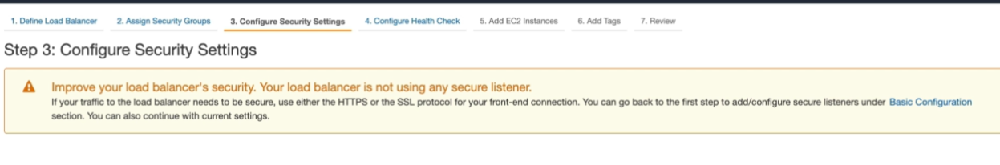 1. Define Load Balancer 2. Assign Security Groups 3. Configure Security Settings 4. Configure Health Check 5. Add EC2 Instances 6. Add Tags 7. Review
Step 3: Configure Security Settings
Improve your load balancer's security. Your load balancer is not using any secure listener.
If your traffic to the load balancer needs to be secure, use either the HTTPS or the SSL protocol for your front-end connection. You can go back to the first step to add/configure secure listeners under Basic Configuration
section. You can also continue with current settings.